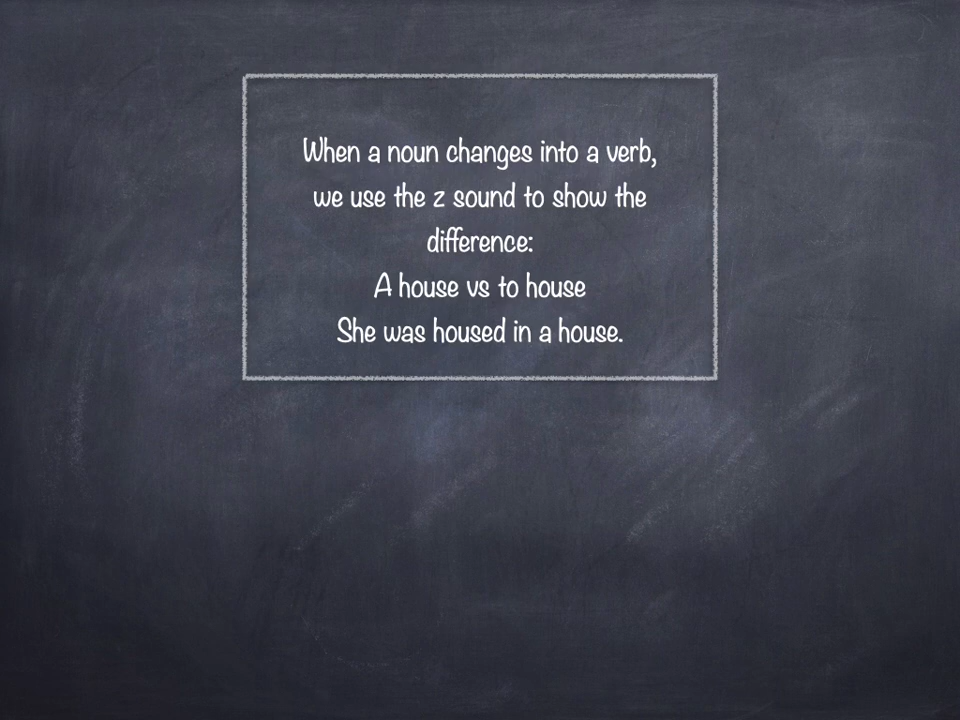 When a noun changes into a verb,
we use the z sound to show the
difference:
A house vs to house
She was housed in a house.